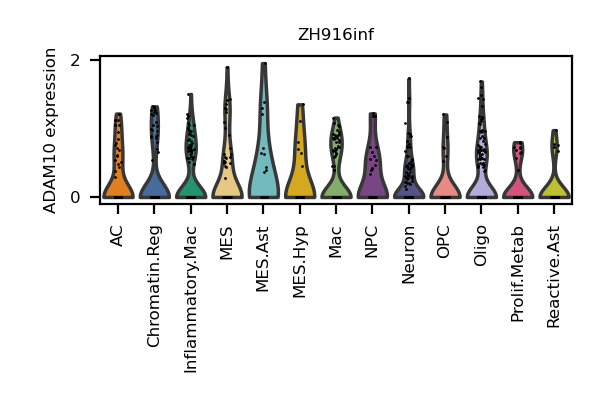 ZH916inf
ADAM10 expression
2
0
AC
Chromatin.Reg
Inflammatory.Mac
MES
MES.Ast
MES.Hyp
Mac
NPC
Neuron
OPC
Oligo
Prolif.Metab
Reactive.Ast